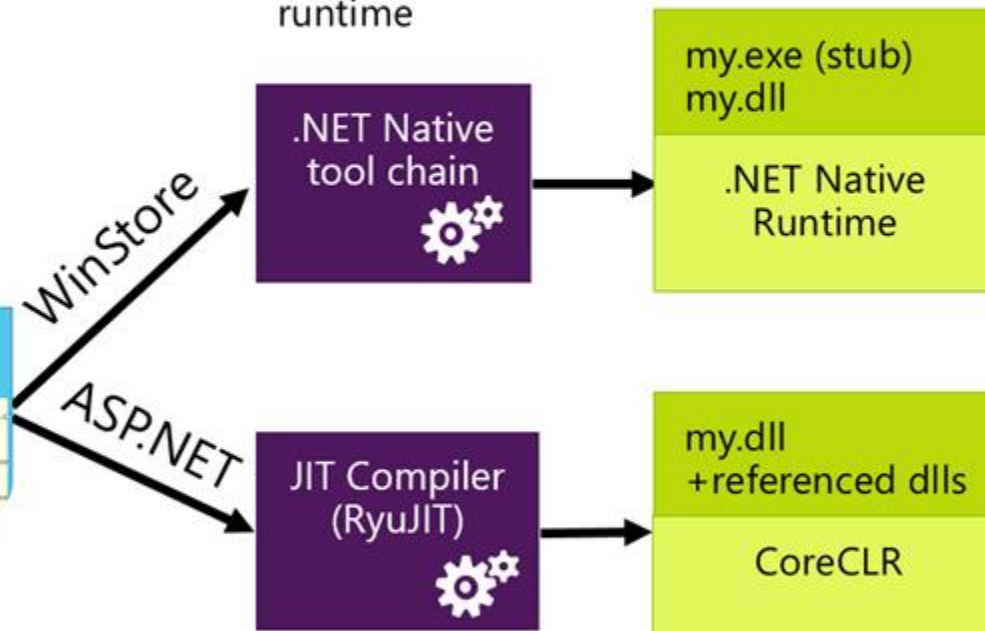 runtime
.NET Native
tool chain
my.exe (stub)
my.dll
.NET Native
Runtime
WinStore
ASP.NET
JIT Compiler
(RyuJIT)
my.dll
+referenced dlls
CoreCLR